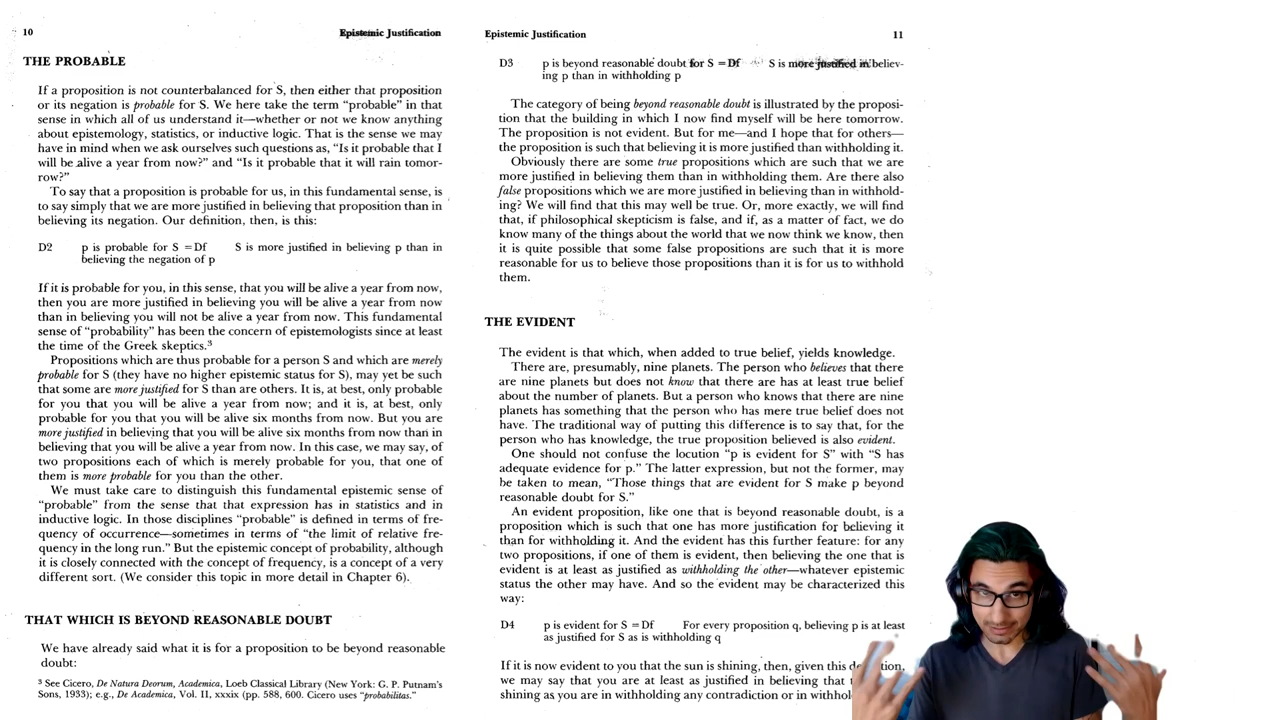 10
Epistemic Justification
THE PROBABLE
If a proposition is not counterbalanced for S, then either that proposition
or its negation is probable for S. We here take the term “probable” in that
sense in which all of us understand it—whether or not we know anything
about epistemology, statistics, or inductive logic. That is the sense we may
have in mind when we ask ourselves such questions as, “Is it probable that I
will be alive a year from now?” and “Is it probable that it will rain tomor-
row?”
To say that a proposition is probable for us, in this fundamental sense, is
to say simply that we are more justified in believing that proposition than in
believing its negation. Our definition, then, is this:
D2 p is probable for S =Df S is more justified in believing p than in
believing the negation of p
If it is probable for you, in this sense, that you will be alive a year from now,
then you are more justified in believing you will be alive a year from now
than in believing you will not be alive a year from now. This fundamental
sense of “probability” has been the concern of epistemologists since at least
the time of the Greek skeptics.³
Propositions which are thus probable for a person S and which are merely
probable for S (they have no higher epistemic status for S), may yet be such
that some are more justified for S than are others. It is, at best, only probable
for you that you will be alive a year from now; and it is, at best, only
probable for you that you will be alive six months from now. But you are
more justified in believing that you will be alive six months from now than in
believing that you will be alive a year from now. In this case, we may say, of
two propositions each of which is merely probable for you, that one of
them is more probable for you than the other.
We must take care to distinguish this fundamental epistemic sense of
“probable” from the sense that that expression has in statistics and in
inductive logic. In those disciplines “probable” is defined in terms of fre-
quency of occurrence—sometimes in terms of “the limit of relative fre-
quency in the long run.” But the epistemic concept of probability, although
it is closely connected with the concept of frequency, is a concept of a very
different sort. (We consider this topic in more detail in Chapter 6).
THAT WHICH IS BEYOND REASONABLE DOUBT
We have already said what it is for a proposition to be beyond reasonable
doubt:
³ See Cicero, De Natura Deorum, Academica, Loeb Classical Library (New York: G. P. Putnam's
Sons, 1933); e.g., De Academica, Vol. II, xxxix (pp. 588, 600. Cicero uses “probabilitas.”
Epistemic Justification
11
D3 p is beyond reasonable doubt for S =Df S is more justified in believ-
ing p than in withholding p
The category of being beyond reasonable doubt is illustrated by the proposi-
tion that the building in which I now find myself will be here tomorrow.
The proposition is not evident. But for me—and I hope that for others—
the proposition is such that believing it is more justified than withholding it.
Obviously there are some true propositions which are such that we are
more justified in believing them than in withholding them. Are there also
false propositions which we are more justified in believing than in withhold-
ing? We will find that this may well be true. Or, more exactly, we will find
that, if philosophical skepticism is false, and if, as a matter of fact, we do
know many of the things about the world that we now think we know, then
it is quite possible that some false propositions are such that it is more
reasonable for us to believe those propositions than it is for us to withhold
them.
THE EVIDENT
The evident is that which, when added to true belief, yields knowledge.
There are, presumably, nine planets. The person who believes that there
are nine planets but does not know that there are has at least true belief
about the number of planets. But a person who knows that there are nine
planets has something that the person who has mere true belief does not
have. The traditional way of putting this difference is to say that, for the
person who has knowledge, the true proposition believed is also evident.
One should not confuse the locution “p is evident for S” with “S has
adequate evidence for p.” The latter expression, but not the former, may
be taken to mean, “Those things that are evident for S make p beyond
reasonable doubt for S.”
An evident proposition, like one that is beyond reasonable doubt, is a
proposition which is such that one has more justification for believing it
than for withholding it. And the evident has this further feature: for any
two propositions, if one of them is evident, then believing the one that is
evident is at least as justified as withholding the other—whatever epistemic
status the other may have. And so the evident may be characterized this
way:
D4 p is evident for S =Df For every proposition q, believing p is at least
as justified for S as is withholding q
If it is now evident to you that the sun is shining, then, given this
we may say that you are at least as justified in believing that
shining as you are in withholding any contradiction or in